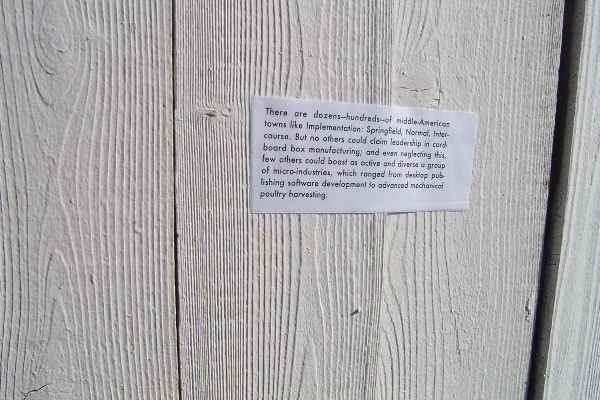 There are dozens—hundreds—of middle-American
towns like Implementation: Springfield, Normal, Inter-
course. But no others could claim leadership in card-
board box manufacturing; and even neglecting this,
few others could boast as active and diverse a group
of micro-industries, which ranged from desktop pub-
lishing software development to advanced mechanical
poultry harvesting.